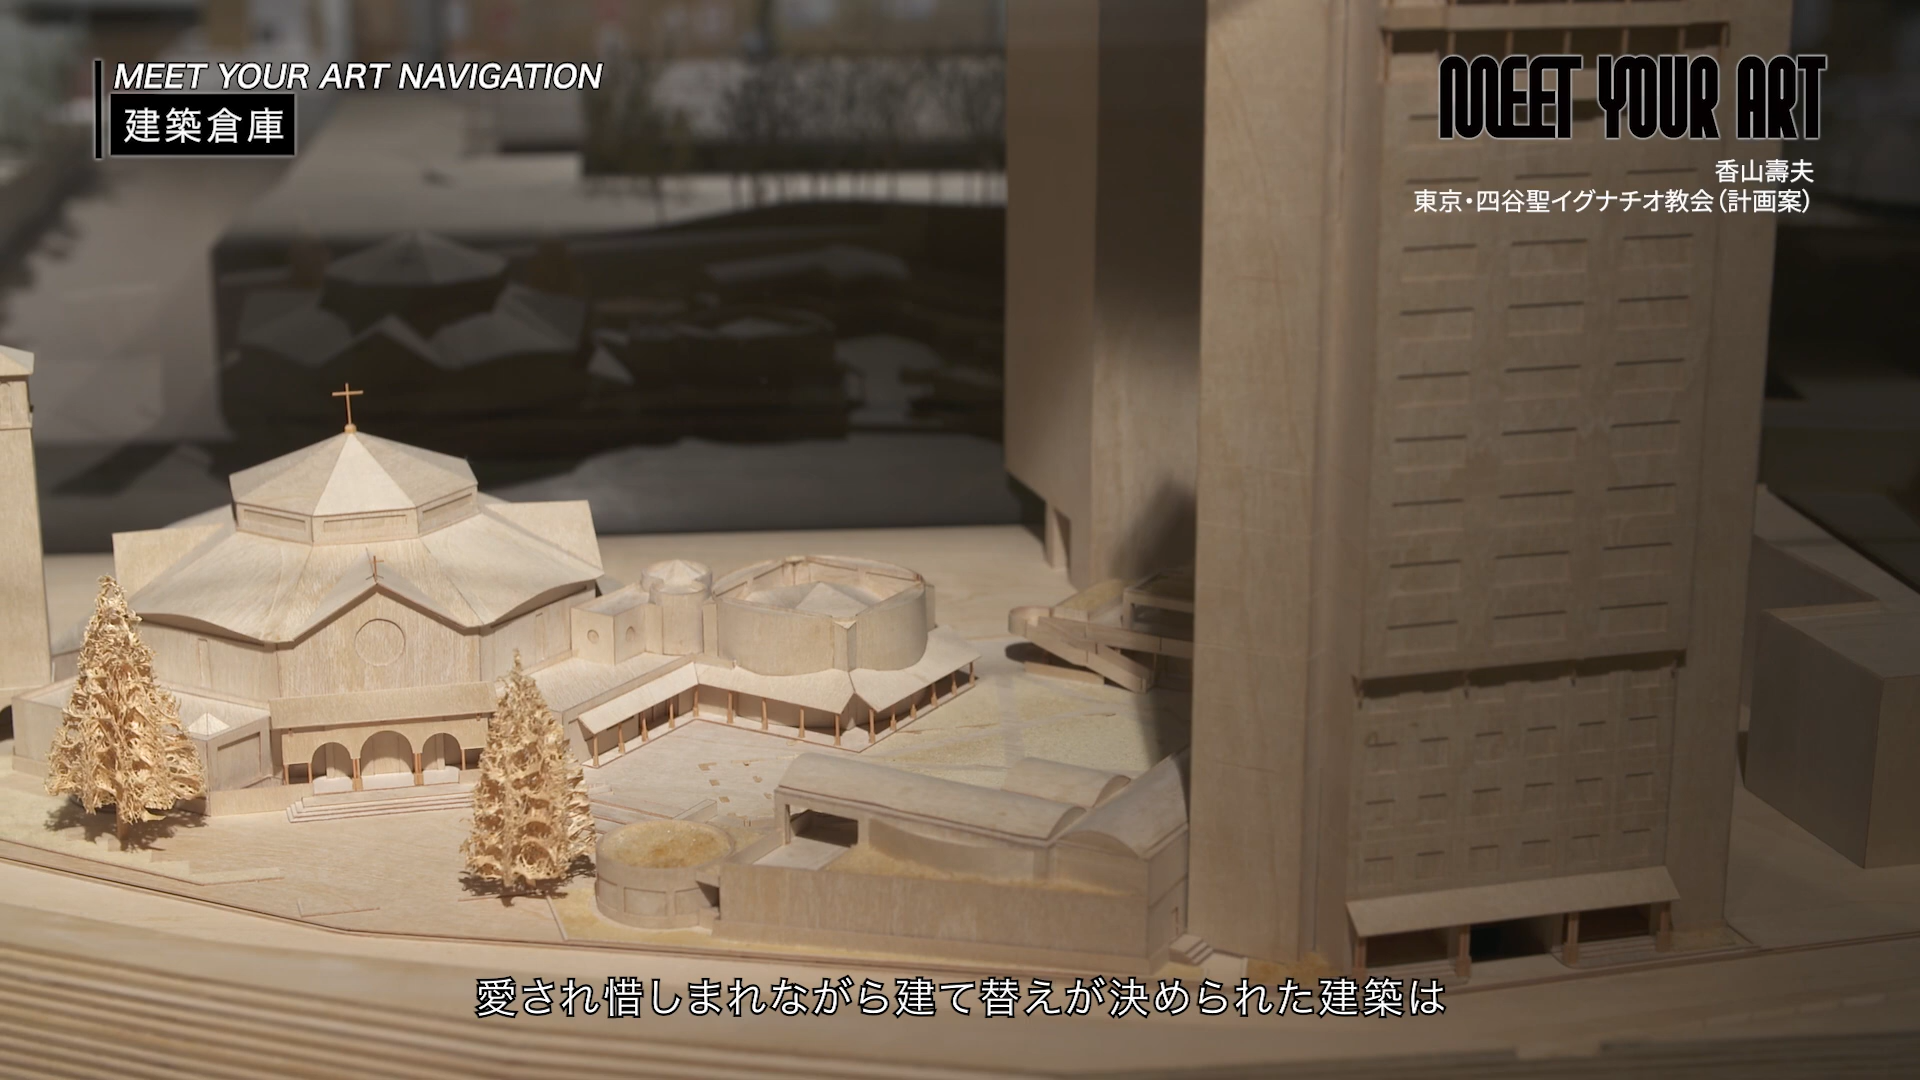 MEET YOUR ART NAVIGATION
建築倉庫
MEET YOUR ART
香山壽夫
東京・四谷聖イグナチオ教会（計画案）
愛され惜しまれながら建て替えが決められた建築は